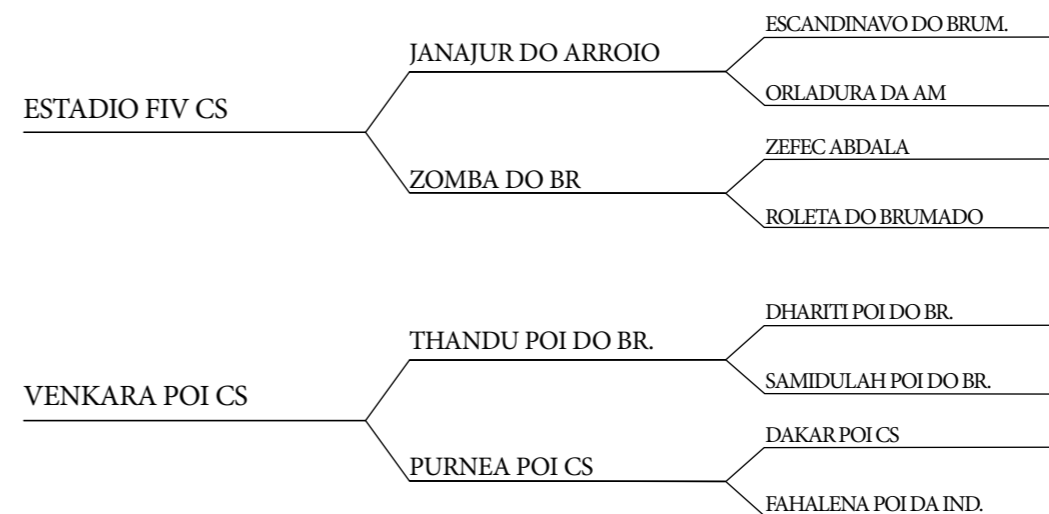 ESCANDINAVO DO BRUM.
JANAJUR DO ARROIO
ORLADURA DA AM
ESTADIO FIV CS
ZEFEC ABDALA
ZOMBA DO BR
ROLETA DO BRUMADO
DHARITI POI DO BR.
THANDU POI DO BR.
SAMIDULAH POI DO BR.
VENKARA POI CS
DAKAR POI CS
PURNEA POI CS
FAHALENA POI DA IND.